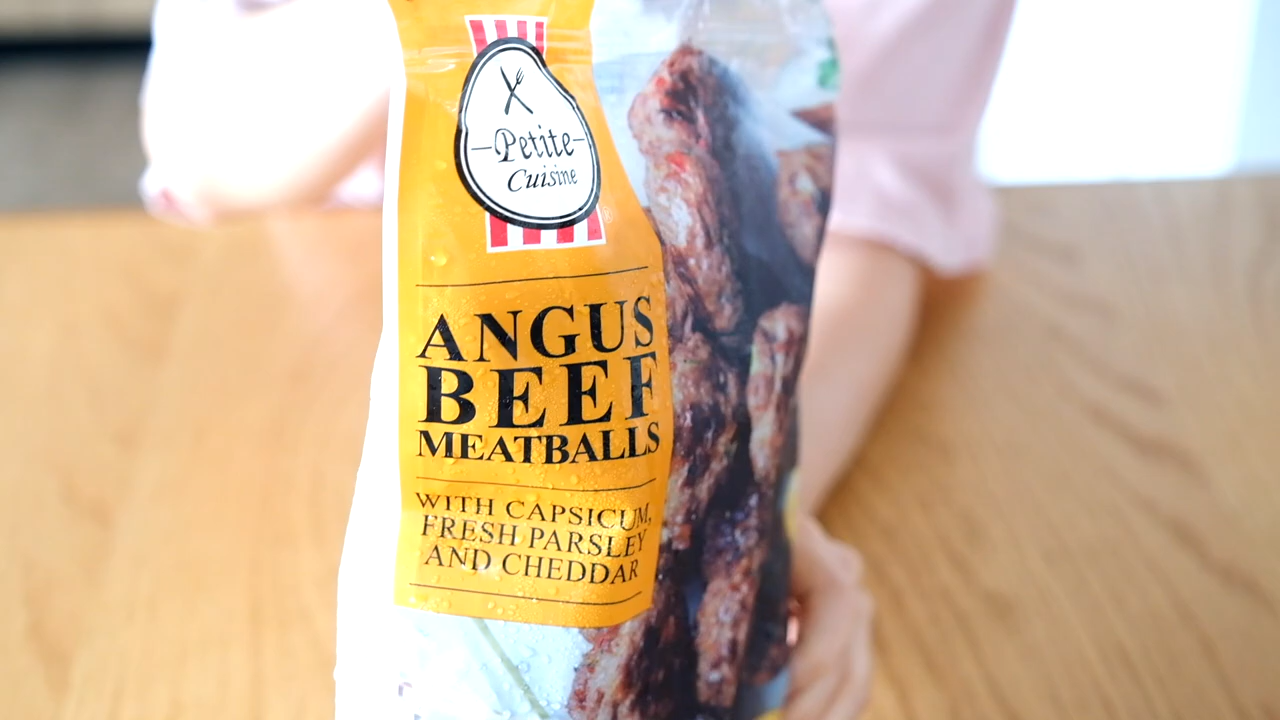 -Petite-
Cuisine
ANGUS
BEEF
MEATBALLS
WITH CAPSICUM,
FRESH PARSLEY
AND CHEDDAR